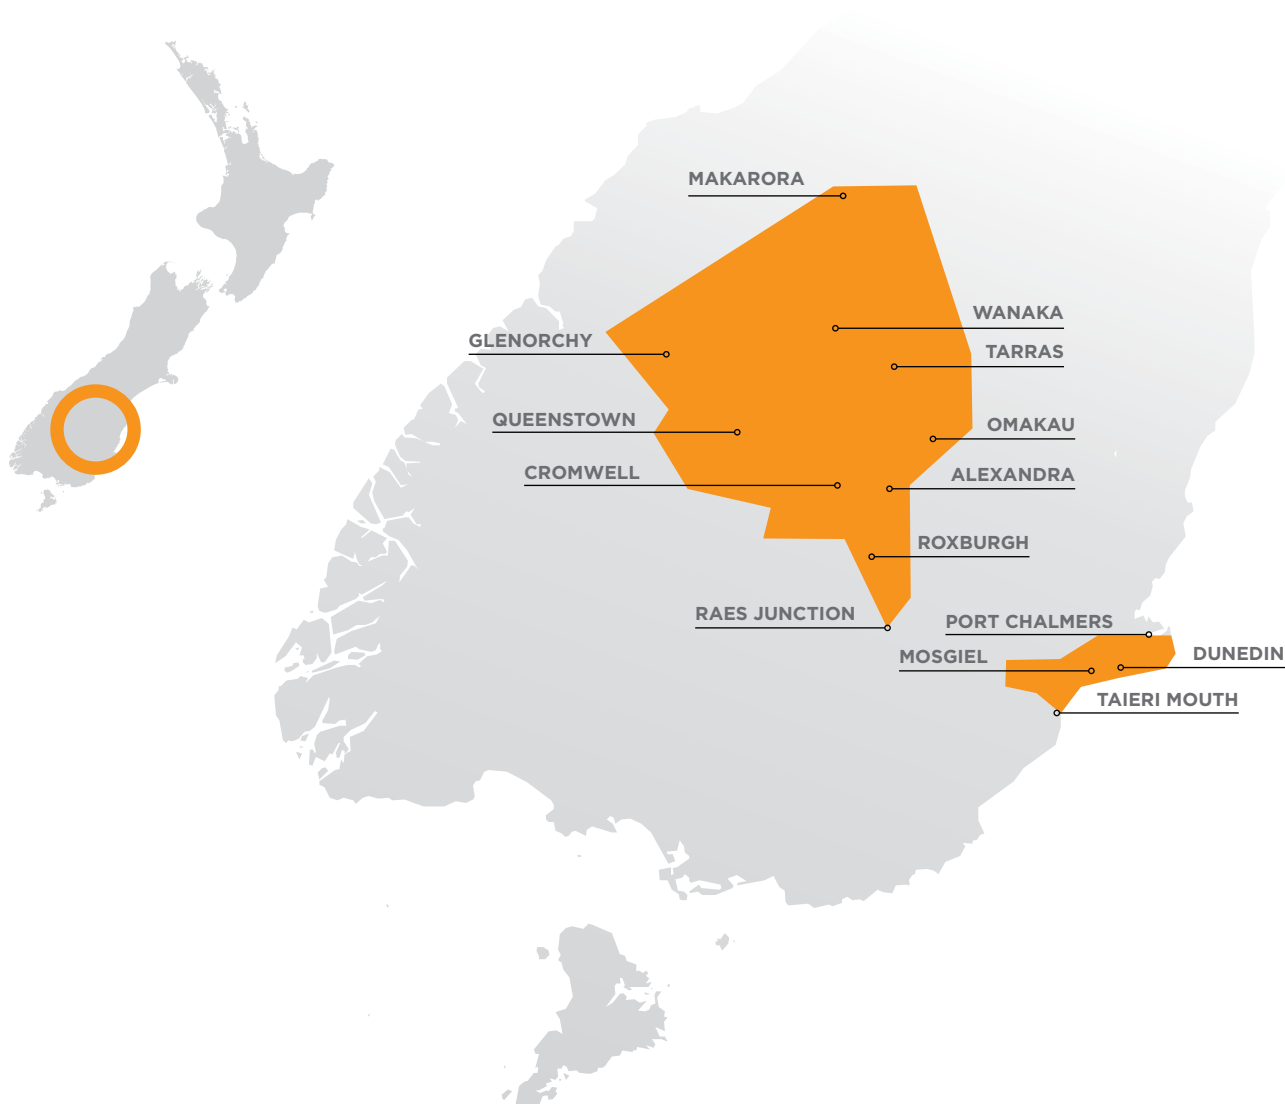 MAKARORA
WANAKA
GLENORCHY
TARRAS
QUEENSTOWN
OMAKAU
CROMWELL
ALEXANDRA
ROXBURGH
RAES JUNCTION
PORT CHALMERS
MOSGIEL
DUNEDIN
TAIERI MOUTH